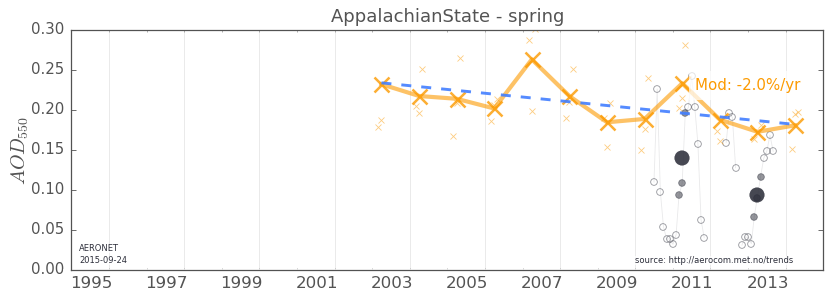 AppalachianState - spring
0.30
0.25
0.20
0.15
0.10
0.05
0.00
AOD550
Mod: -2.0%/yr
AERONET
2015-09-24
source: http://aerocom.met.no/trends
1995 1997 1999 2001 2003 2005 2007 2009 2011 2013